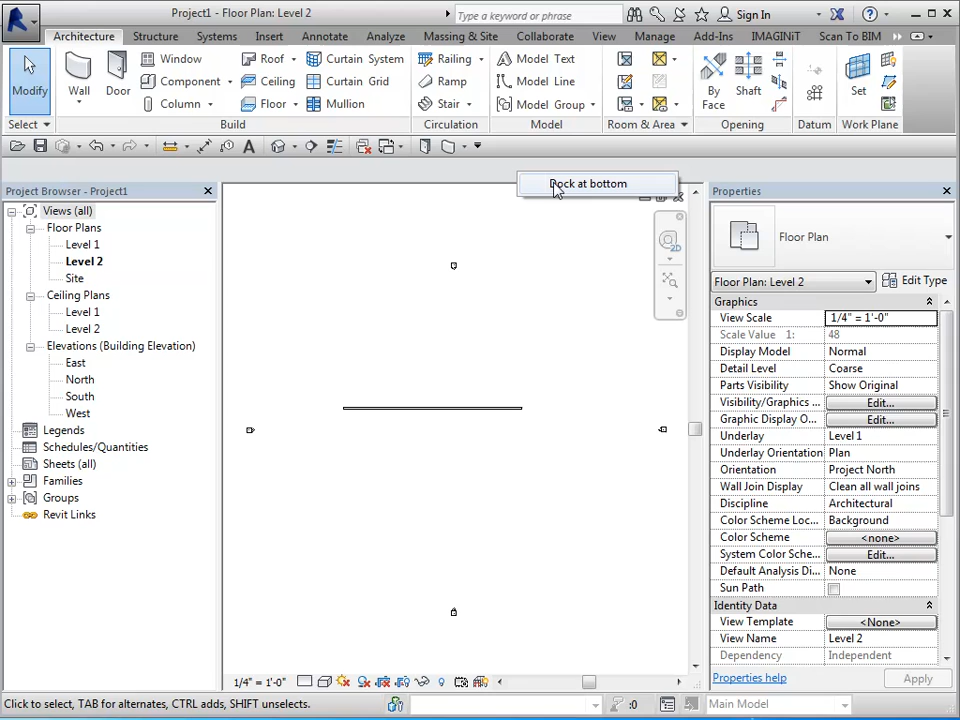 Project1 - Floor Plan: Level 2
Type a keyword or phrase
Sign In
Architecture Structure Systems Insert Annotate Analyze Massing & Site Collaborate View Manage Add-Ins IMAGINiT Scan To BIM
Modify
Wall
Door
Window
Component
Column
Roof
Ceiling
Floor
Curtain System
Curtain Grid
Mullion
Railing
Ramp
Stair
Model Text
Model Line
Model Group
By
Face
Shaft
Set
Select Build Circulation Model Room & Area Opening Datum Work Plane
Dock at bottom
Project Browser - Project1
Views (all)
Floor Plans
Level 1
Level 2
Site
Ceiling Plans
Level 1
Level 2
Elevations (Building Elevation)
East
North
South
West
Legends
Schedules/Quantities
Sheets (all)
Families
Groups
Revit Links
2D
Properties
Floor Plan
Floor Plan: Level 2 Edit Type
Graphics
View Scale 1/4" = 1'-0"
Scale Value 1: 48
Display Model Normal
Detail Level Coarse
Parts Visibility Show Original
Visibility/Graphics ... Edit...
Graphic Display O... Edit...
Underlay Level 1
Underlay Orientation Plan
Orientation Project North
Wall Join Display Clean all wall joins
Discipline Architectural
Color Scheme Loc... Background
Color Scheme <none>
System Color Sche... Edit...
Default Analysis Di... None
Sun Path
Identity Data
View Template <None>
View Name Level 2
Dependency Independent
Properties help Apply
1/4" = 1'-0"
Click to select, TAB for alternates, CTRL adds, SHIFT unselects.
:0
Main Model